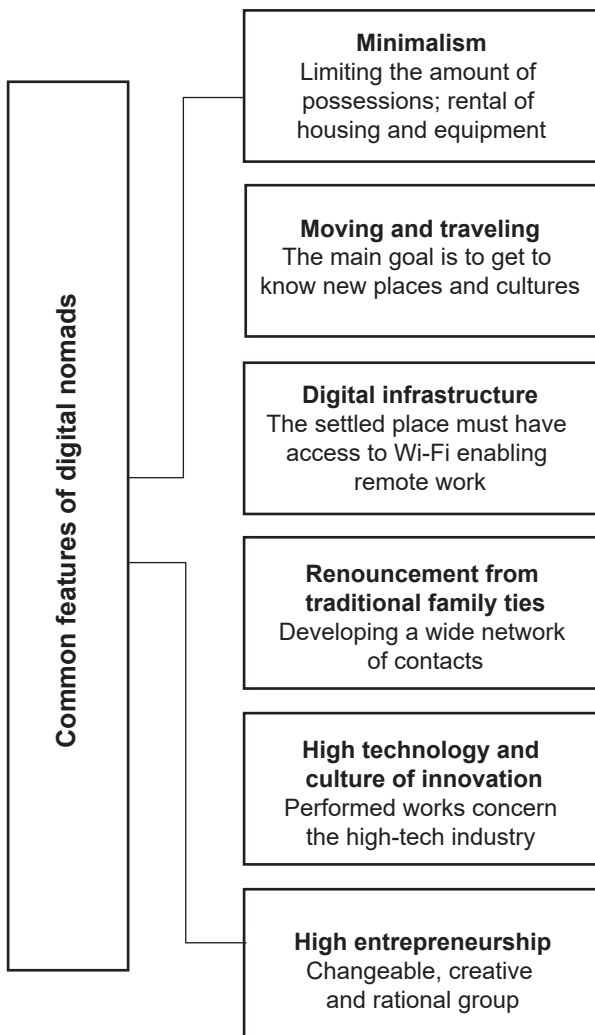 Common features of digital nomads
Minimalism
Limiting the amount of
possessions; rental of
housing and equipment
Moving and traveling
The main goal is to get to
know new places and cultures
Digital infrastructure
The settled place must have
access to Wi-Fi enabling
remote work
Renouncement from
traditional family ties
Developing a wide network
of contacts
High technology and
culture of innovation
Performed works concern
the high-tech industry
High entrepreneurship
Changeable, creative
and rational group